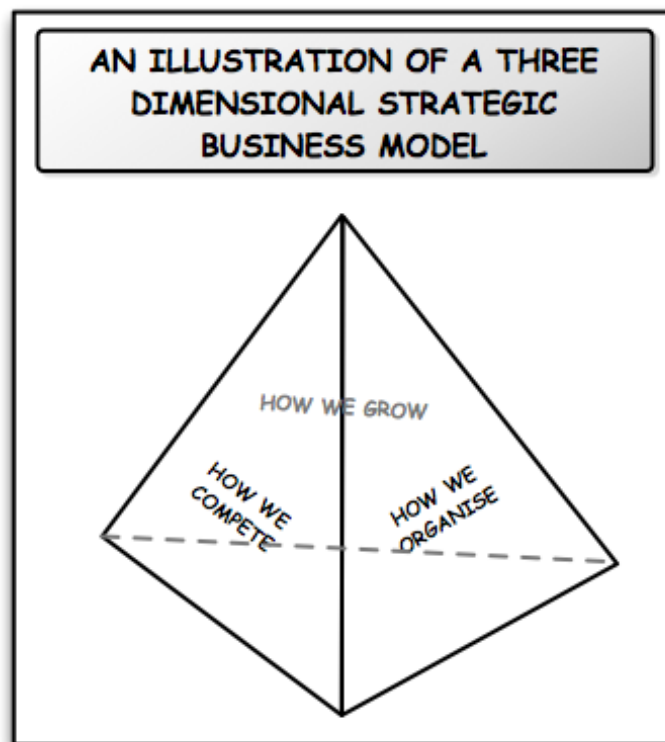 AN ILLUSTRATION OF A THREE
DIMENSIONAL STRATEGIC
BUSINESS MODEL
HOW WE GROW
HOW WE
COMPETE
HOW WE
ORGANISE